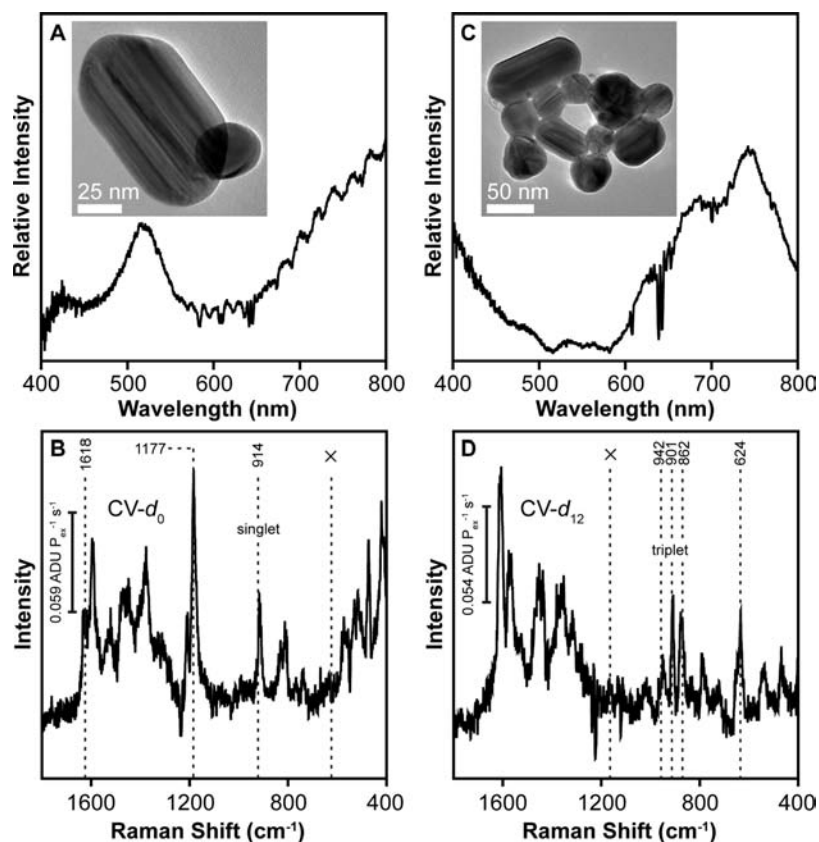 A
25 nm
Relative Intensity
400 500 600 700 800
Wavelength (nm)
C
50 nm
Relative Intensity
400 500 600 700 800
Wavelength (nm)
B
1618
1177
914
×
CV-d₀
singlet
0.059 ADU Pₑₓ⁻¹ s⁻¹
Intensity
1600 1200 800 400
Raman Shift (cm⁻¹)
D
×
942
901
862
624
CV-d₁₂
triplet
0.054 ADU Pₑₓ⁻¹ s⁻¹
Intensity
1600 1200 800 400
Raman Shift (cm⁻¹)